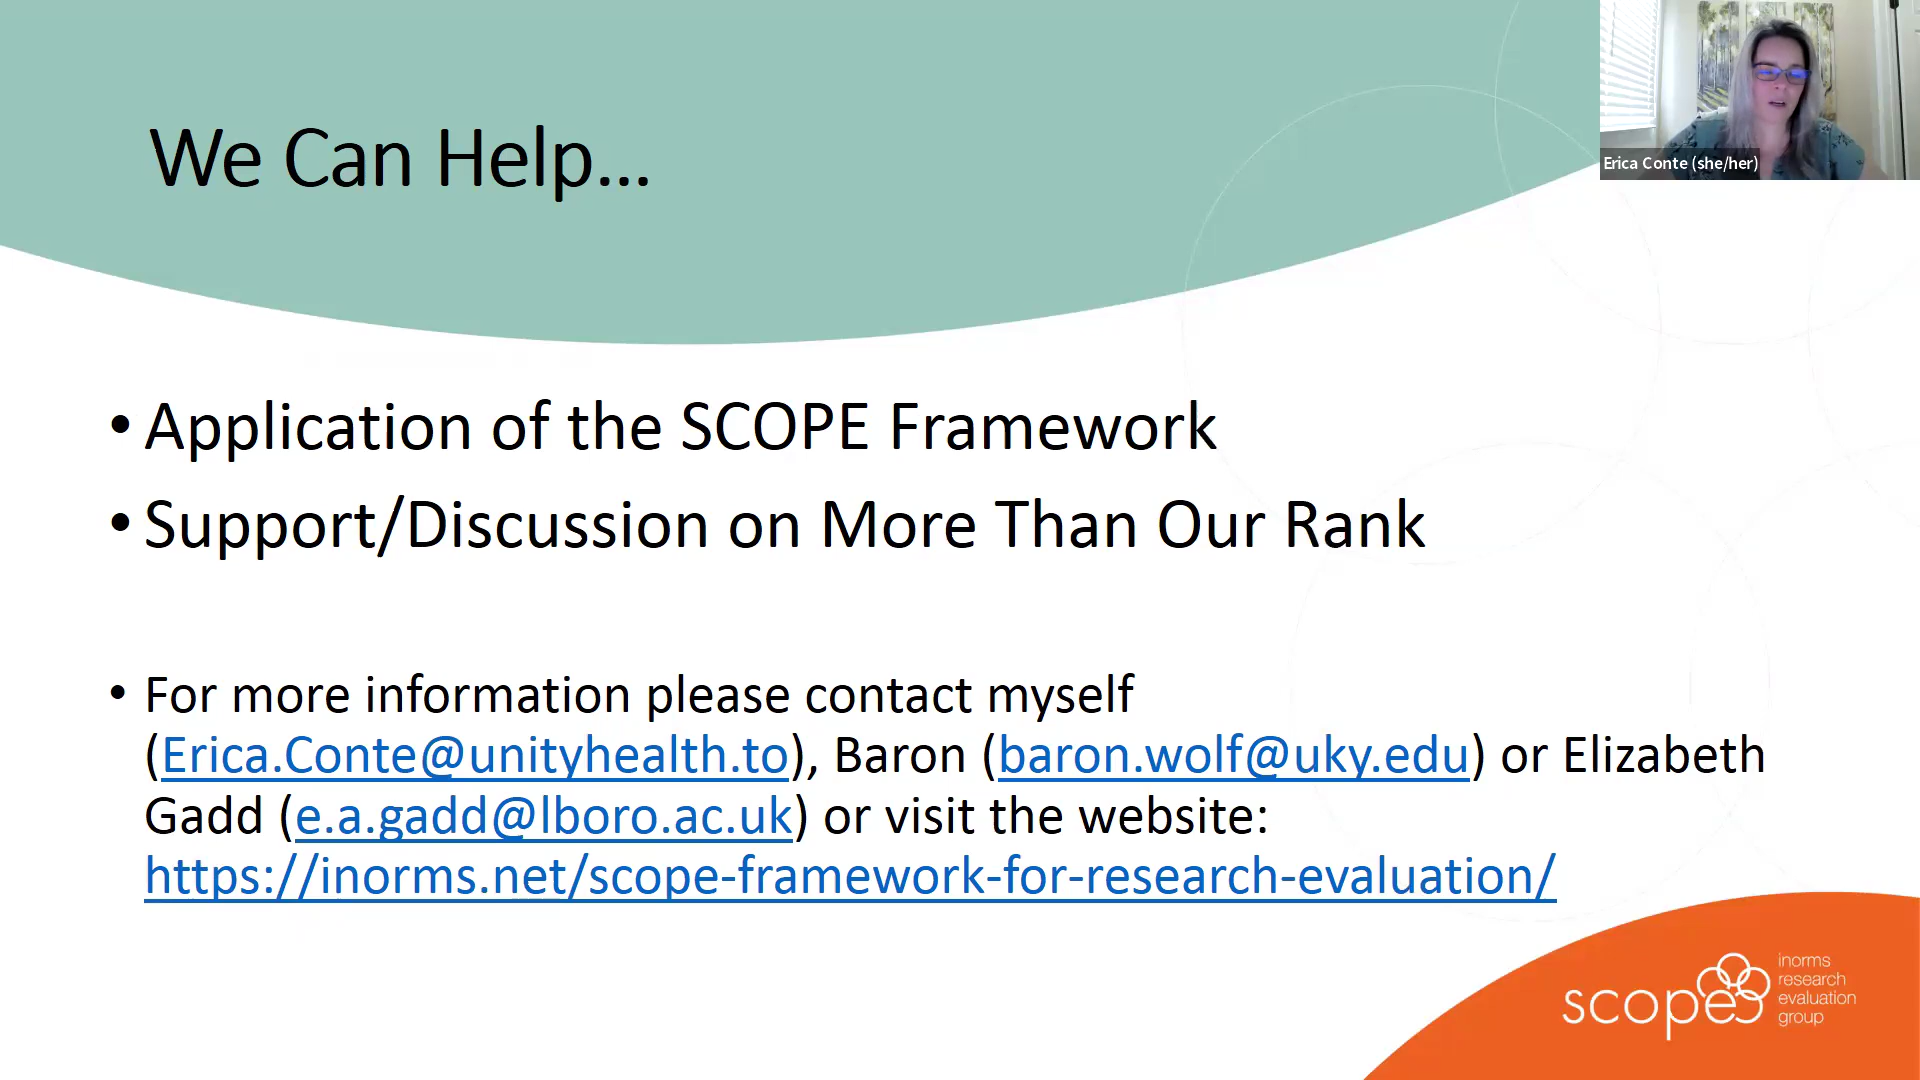 We Can Help...
Erica Conte (she/her)
• Application of the SCOPE Framework
• Support/Discussion on More Than Our Rank
• For more information please contact myself
(Erica.Conte@unityhealth.to), Baron (baron.wolf@uky.edu) or Elizabeth
Gadd (e.a.gadd@lboro.ac.uk) or visit the website:
https://inorms.net/scope-framework-for-research-evaluation/
scope
inorms
research
evaluation
group